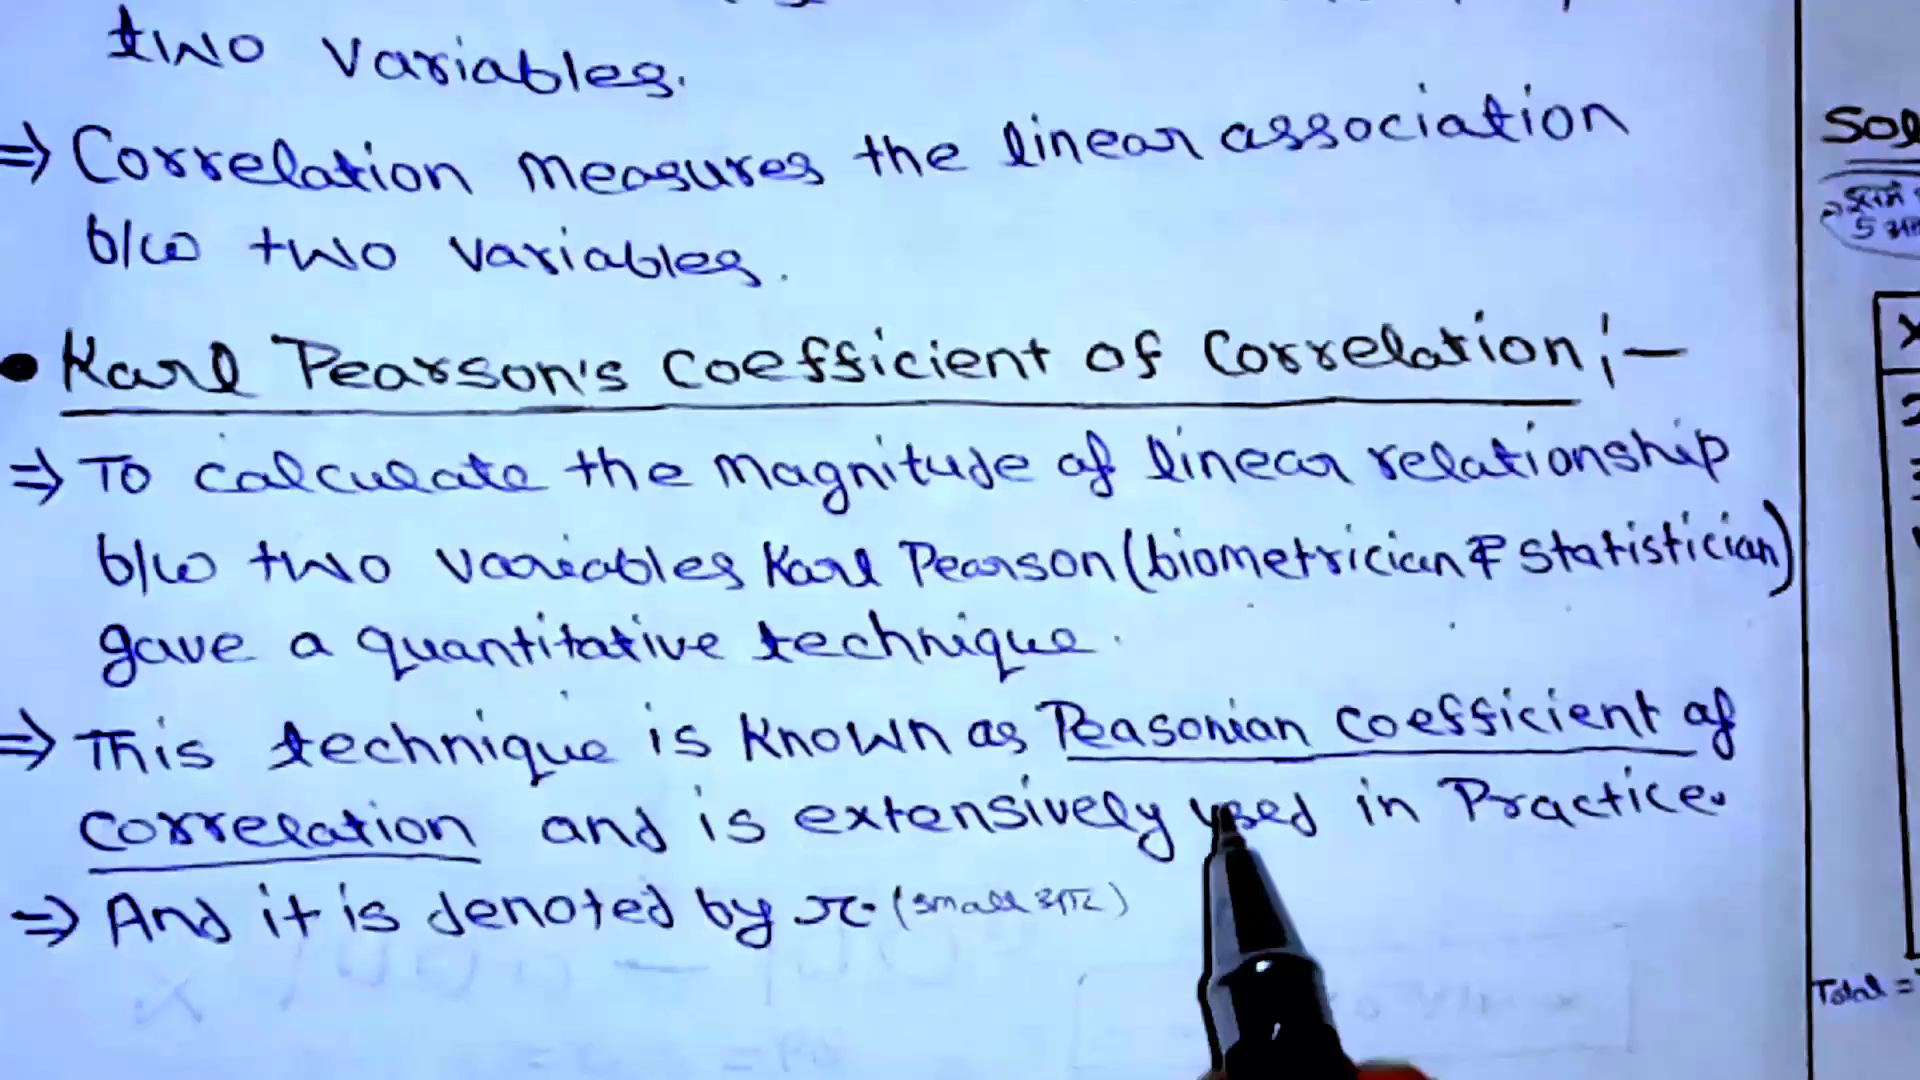 two variables.
⇒ Correlation measures the linear association
b/w two variables.
• Karl Pearson's Coefficient of Correlation ;-
⇒ To calculate the magnitude of linear relationship
b/w two variables Karl Pearson (biometrician & statistician)
gave a quantitative technique.
⇒ This technique is known as Peasonian coefficient of
correlation and is extensively used in Practice.
⇒ And it is denoted by r. (small आर)
Sol
X
Total =